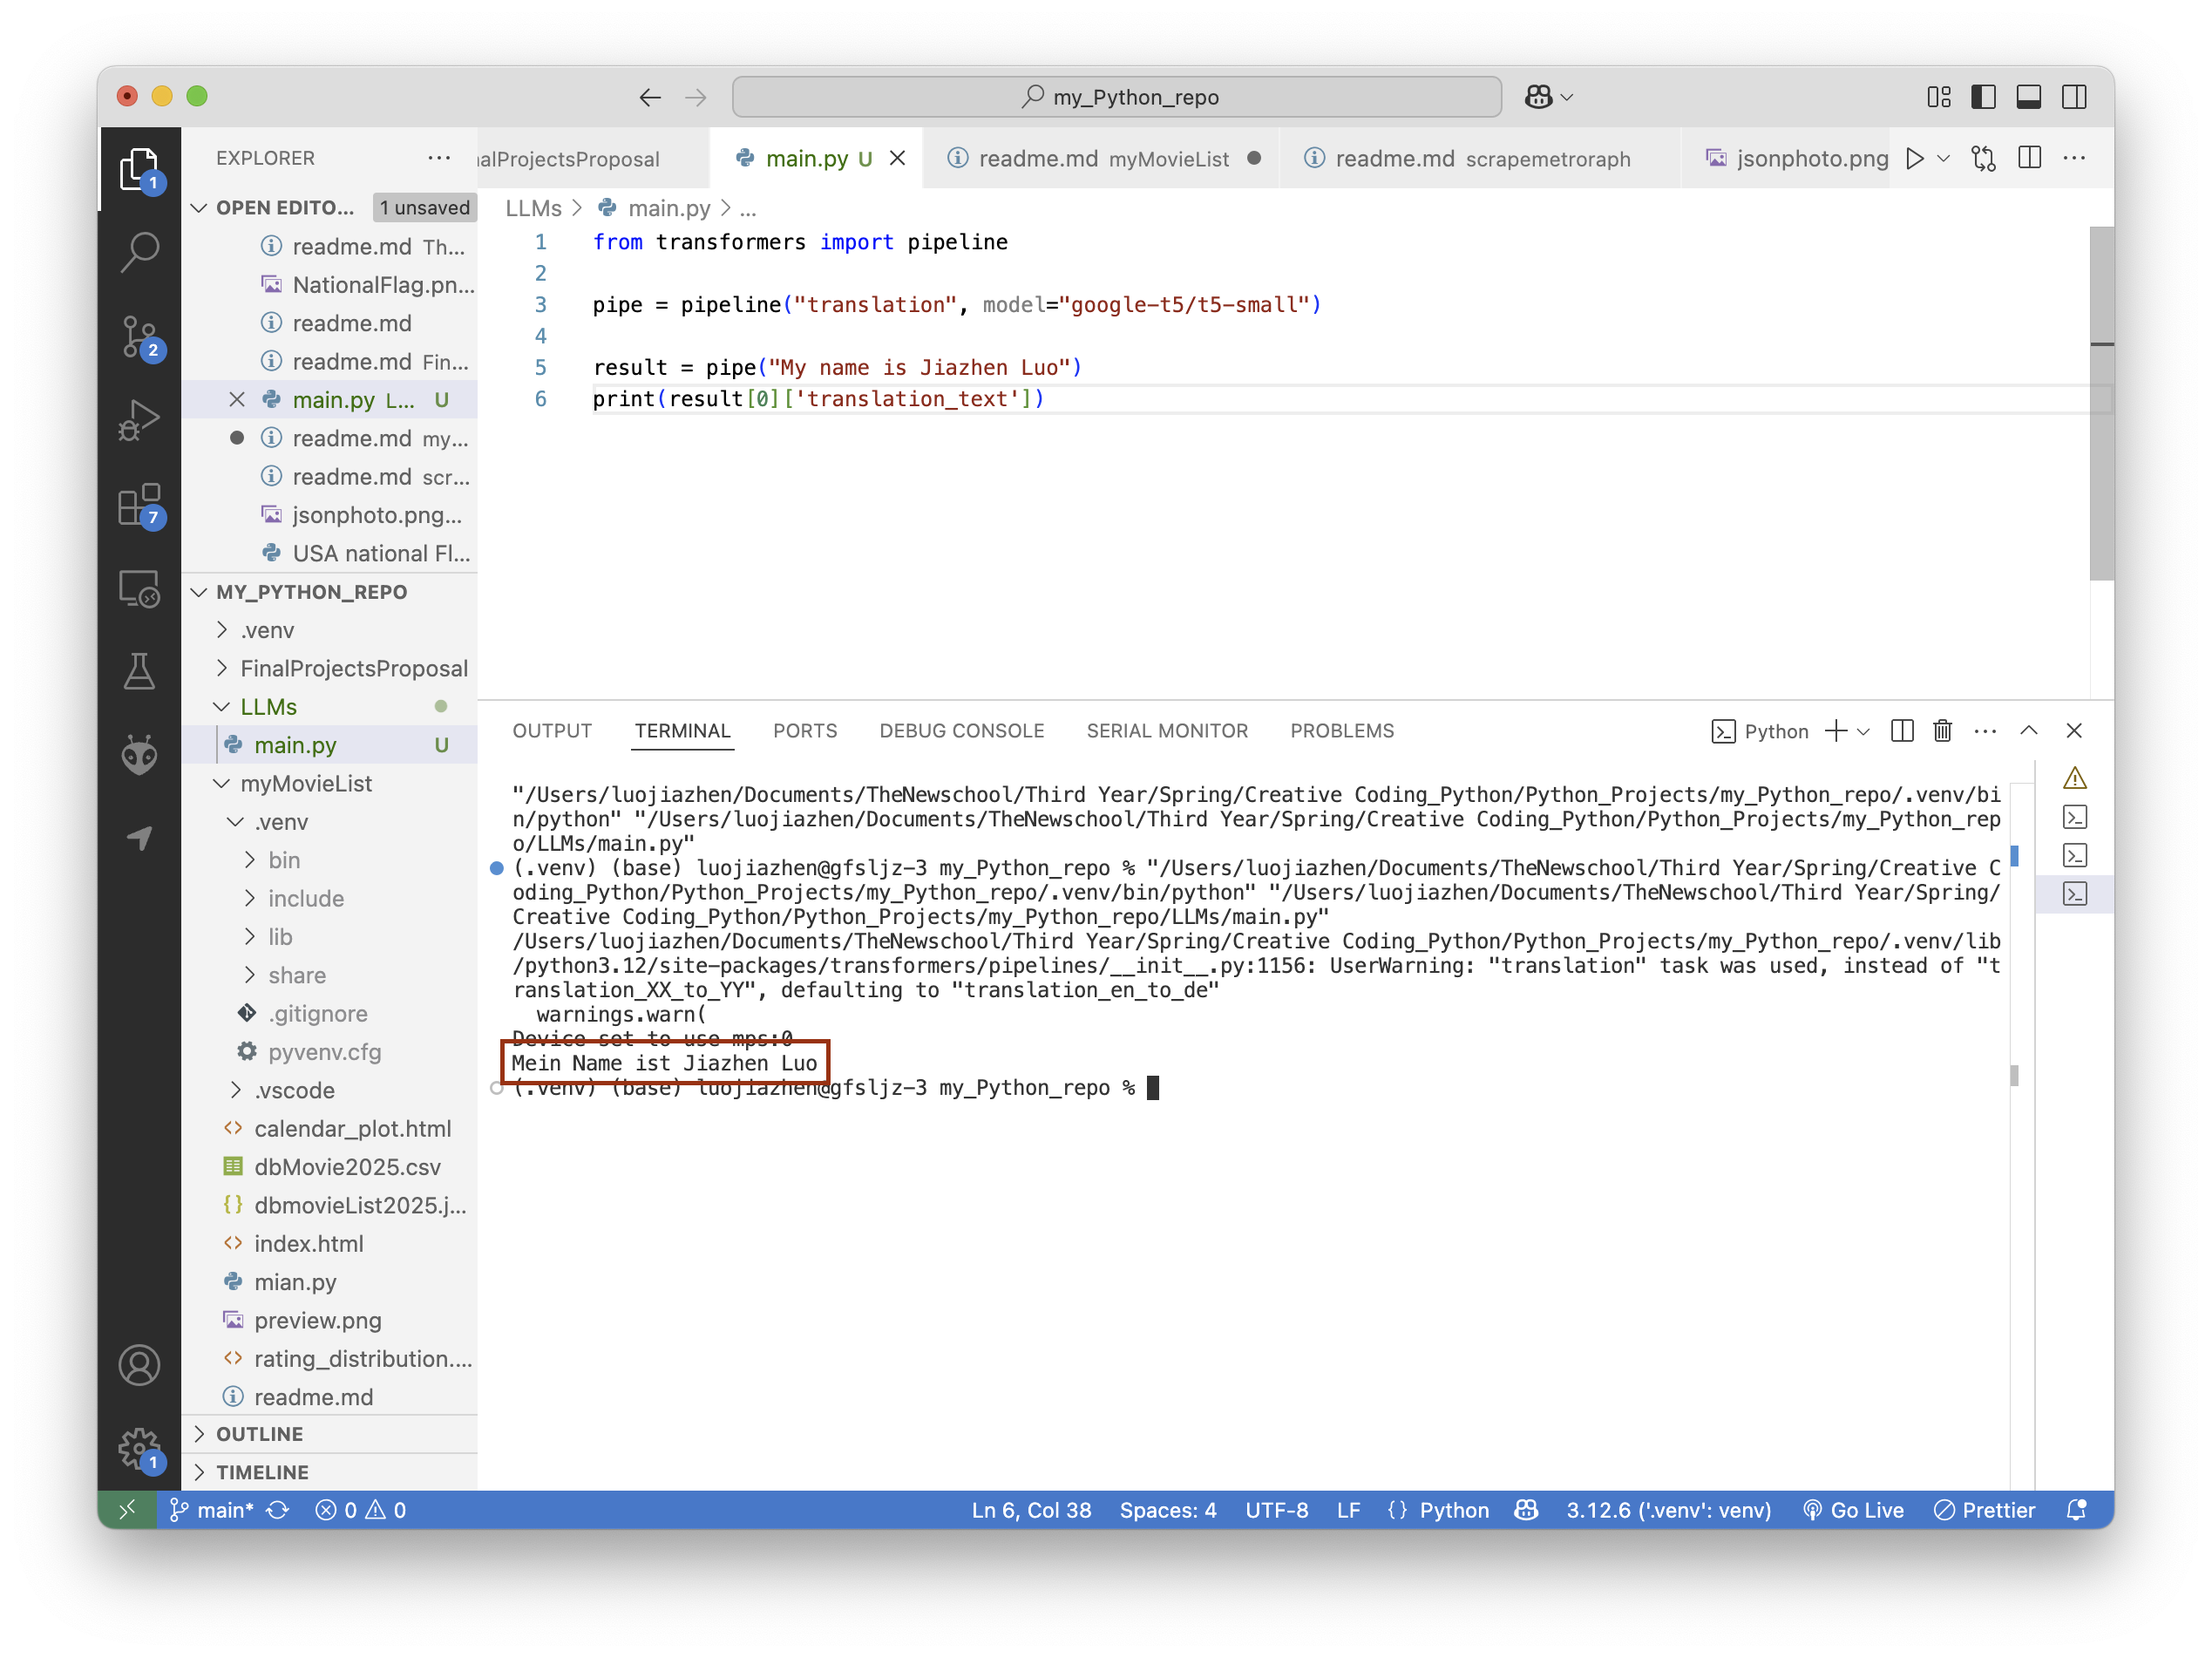 my_Python_repo
EXPLORER
alProjectsProposal
main.py U
readme.md myMovieList
readme.md scrapemetroraph
jsonphoto.png
1
OPEN EDITO...
1 unsaved
readme.md Th...
NationalFlag.pn...
readme.md
readme.md Fin...
main.py L... U
readme.md my...
readme.md scr...
jsonphoto.png...
USA national Fl...
2
7
LLMs > main.py > ...
1 from transformers import pipeline
2
3 pipe = pipeline("translation", model="google-t5/t5-small")
4
5 result = pipe("My name is Jiazhen Luo")
6 print(result[0]['translation_text'])
MY_PYTHON_REPO
.venv
FinalProjectsProposal
LLMs
main.py U
myMovieList
.venv
bin
include
lib
share
.gitignore
pyvenv.cfg
.vscode
calendar_plot.html
dbMovie2025.csv
dbmovieList2025.j...
index.html
mian.py
preview.png
rating_distribution....
readme.md
OUTLINE
TIMELINE
1
OUTPUT TERMINAL PORTS DEBUG CONSOLE SERIAL MONITOR PROBLEMS
Python
"/Users/luojiazhen/Documents/TheNewschool/Third Year/Spring/Creative Coding_Python/Python_Projects/my_Python_repo/.venv/bi
n/python" "/Users/luojiazhen/Documents/TheNewschool/Third Year/Spring/Creative Coding_Python/Python_Projects/my_Python_rep
o/LLMs/main.py"
(.venv) (base) luojiazhen@gfsljz-3 my_Python_repo % "/Users/luojiazhen/Documents/TheNewschool/Third Year/Spring/Creative C
oding_Python/Python_Projects/my_Python_repo/.venv/bin/python" "/Users/luojiazhen/Documents/TheNewschool/Third Year/Spring/
Creative Coding_Python/Python_Projects/my_Python_repo/LLMs/main.py"
/Users/luojiazhen/Documents/TheNewschool/Third Year/Spring/Creative Coding_Python/Python_Projects/my_Python_repo/.venv/lib
/python3.12/site-packages/transformers/pipelines/__init__.py:1156: UserWarning: "translation" task was used, instead of "t
ranslation_XX_to_YY", defaulting to "translation_en_to_de"
warnings.warn(
Device set to use mps:0
Mein Name ist Jiazhen Luo
(.venv) (base) luojiazhen@gfsljz-3 my_Python_repo %
main* 0 0
Ln 6, Col 38 Spaces: 4 UTF-8 LF {} Python 3.12.6 ('.venv': venv) Go Live Prettier